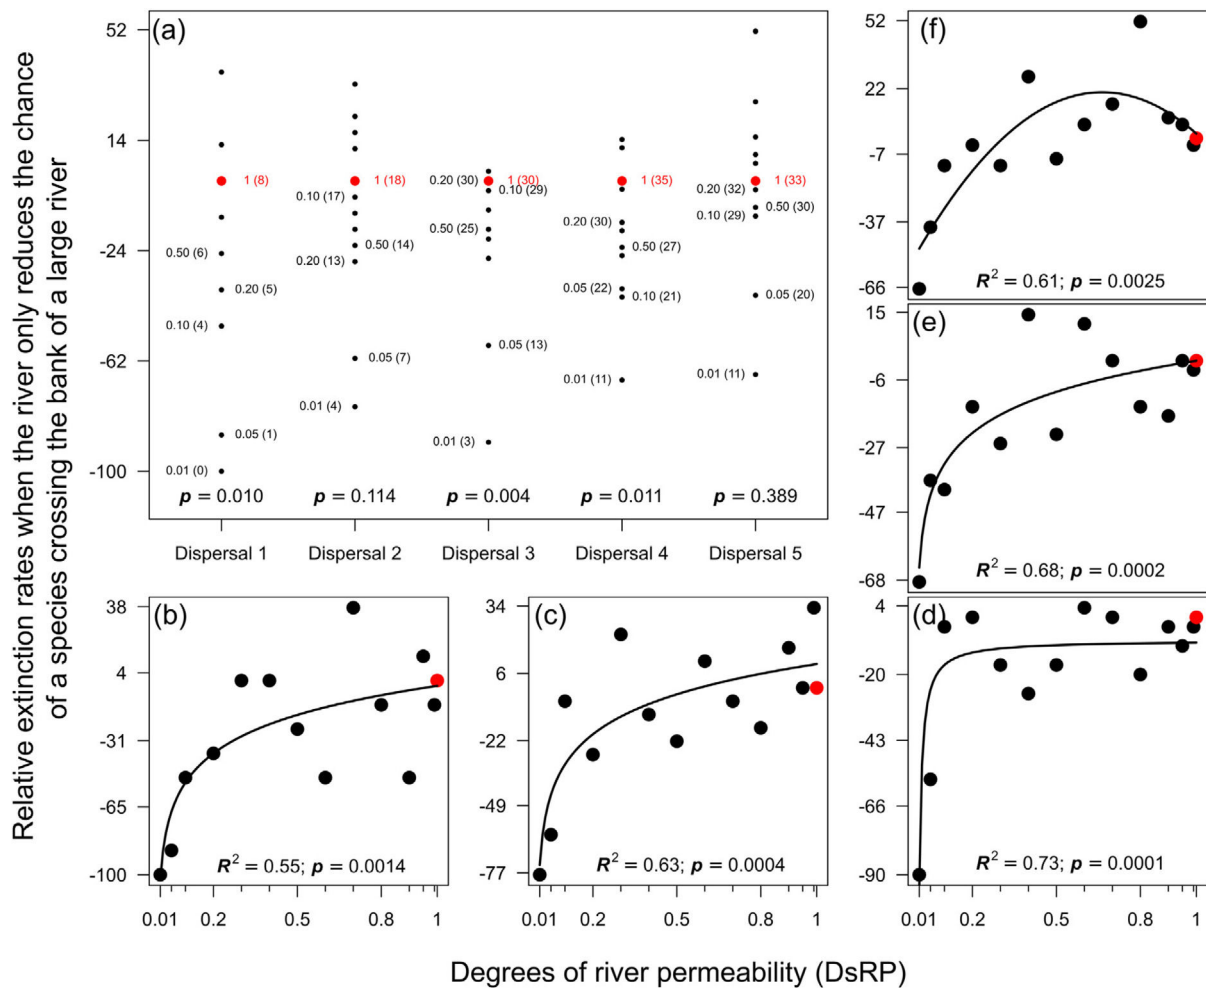 Relative extinction rates when the river only reduces the chance
of a species crossing the bank of a large river
(a)
52
14
-24
-62
-100
1 (8)
0.50 (6)
0.20 (5)
0.10 (4)
0.05 (1)
0.01 (0)
p = 0.010
1 (18)
0.10 (17)
0.50 (14)
0.20 (13)
0.05 (7)
0.01 (4)
p = 0.114
0.20 (30)
1 (30)
0.10 (29)
0.50 (25)
0.05 (13)
0.01 (3)
p = 0.004
1 (35)
0.20 (30)
0.50 (27)
0.05 (22)
0.10 (21)
0.01 (11)
p = 0.011
1 (33)
0.20 (32)
0.50 (30)
0.10 (29)
0.05 (20)
0.01 (11)
p = 0.389
Dispersal 1 Dispersal 2 Dispersal 3 Dispersal 4 Dispersal 5
(f)
52
22
-7
-37
-66
R² = 0.61; p = 0.0025
(e)
15
-6
-27
-47
-68
R² = 0.68; p = 0.0002
(b)
38
4
-31
-65
-100
R² = 0.55; p = 0.0014
0.01 0.2 0.5 0.8 1
(c)
34
6
-22
-49
-77
R² = 0.63; p = 0.0004
0.01 0.2 0.5 0.8 1
(d)
4
-20
-43
-66
-90
R² = 0.73; p = 0.0001
0.01 0.2 0.5 0.8 1
Degrees of river permeability (DsRP)